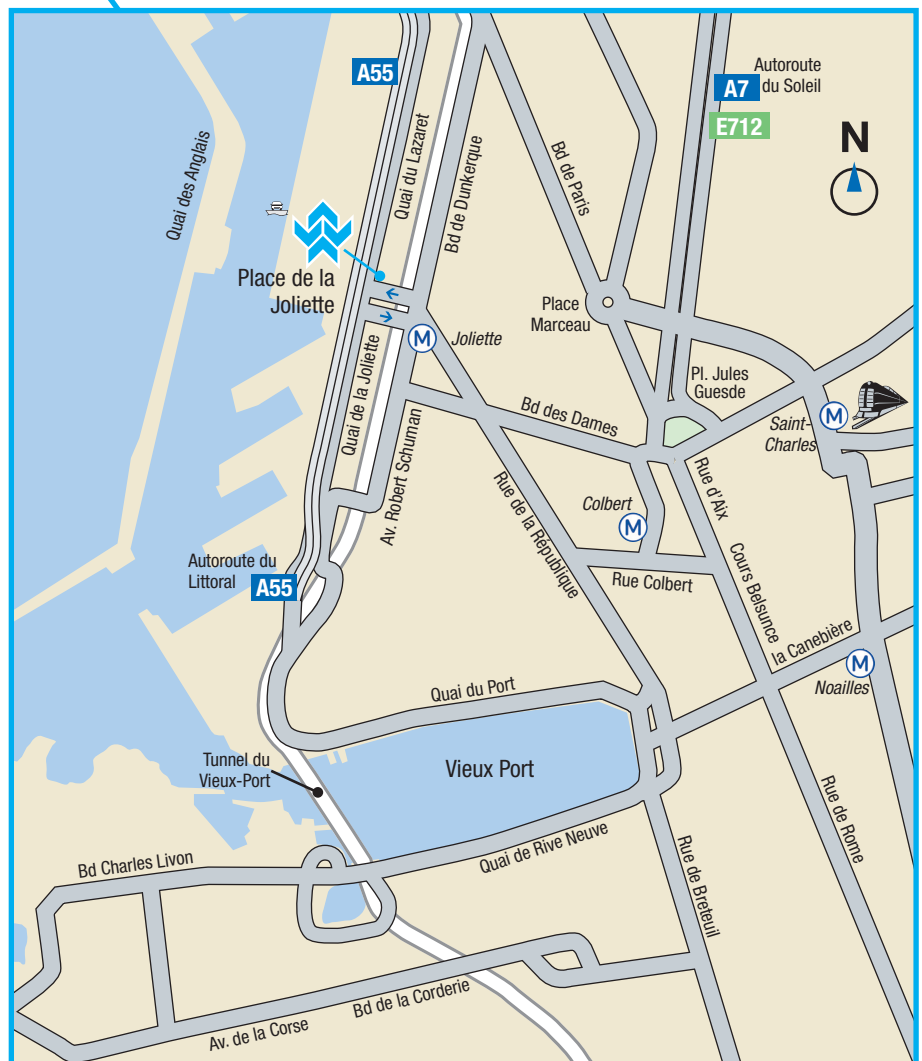 A55
Autoroute
du Soleil
A7
E712
N
Quai des Anglais
Quai du Lazaret
Bd de Dunkerque
Bd de Paris
Place de la
Joliette
Place
Marceau
M
Joliette
Quai de la Joliette
Pl. Jules
Guesde
Bd des Dames
M
Saint-
Charles
Av. Robert Schuman
Rue de la République
Rue d'Aix
Colbert
M
Autoroute du
Littoral
A55
Rue Colbert
Cours Belsunce
la Canebière
M
Noailles
Quai du Port
Tunnel du
Vieux-Port
Vieux Port
Rue de Rome
Quai de Rive Neuve
Rue de Breteuil
Bd Charles Livon
Bd de la Corderie
Av. de la Corse